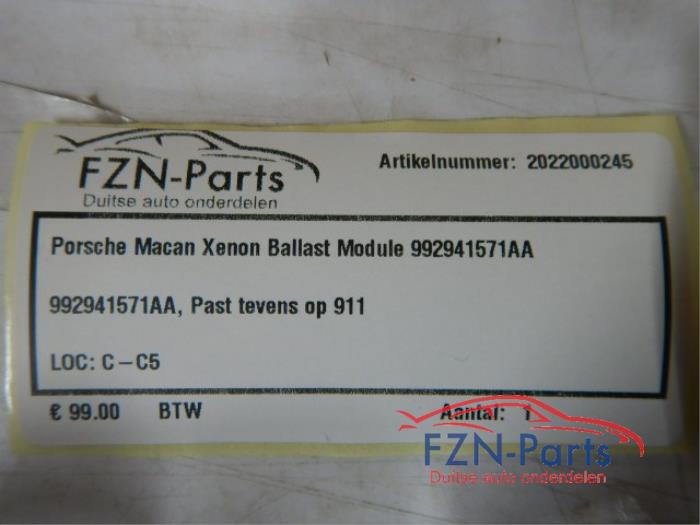 FZN-Parts
Duitse auto onderdelen
Artikelnummer: 2022000245
Porsche Macan Xenon Ballast Module 992941571AA
992941571AA, Past tevens op 911
LOC: C-C5
€ 99.00 BTW Aantal: 1
FZN-Parts
Duitse auto onderdelen